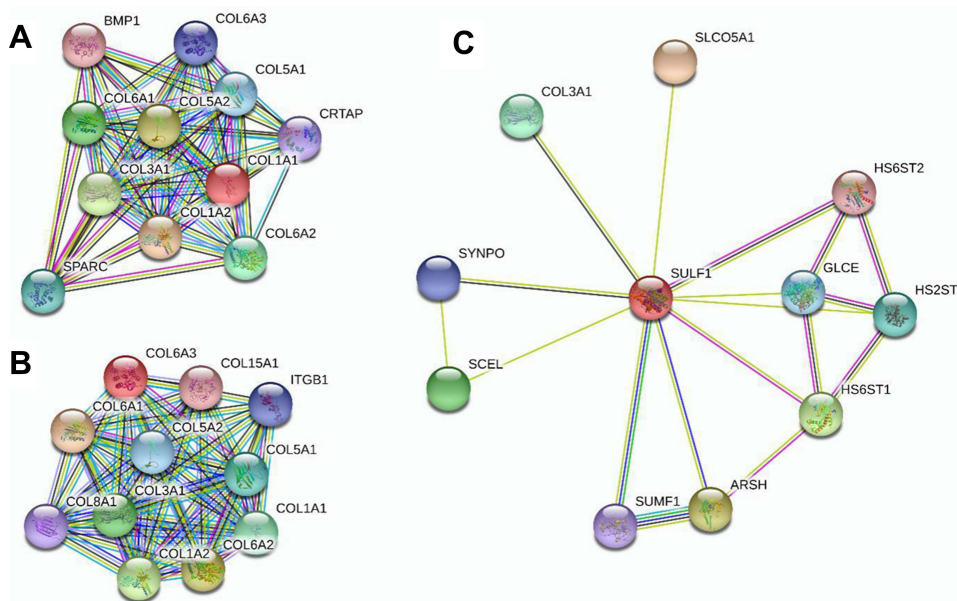 A
BMP1
COL6A3
COL5A1
COL6A1
COL5A2
CRTAP
COL1A1
COL3A1
COL1A2
COL6A2
SPARC
B
COL6A3
COL15A1
ITGB1
COL6A1
COL5A2
COL5A1
COL8A1
COL3A1
COL1A1
COL6A2
COL1A2
C
SLCO5A1
COL3A1
HS6ST2
SYNPO
SULF1
GLCE
HS2ST
SCEL
HS6ST1
SUMF1
ARSH